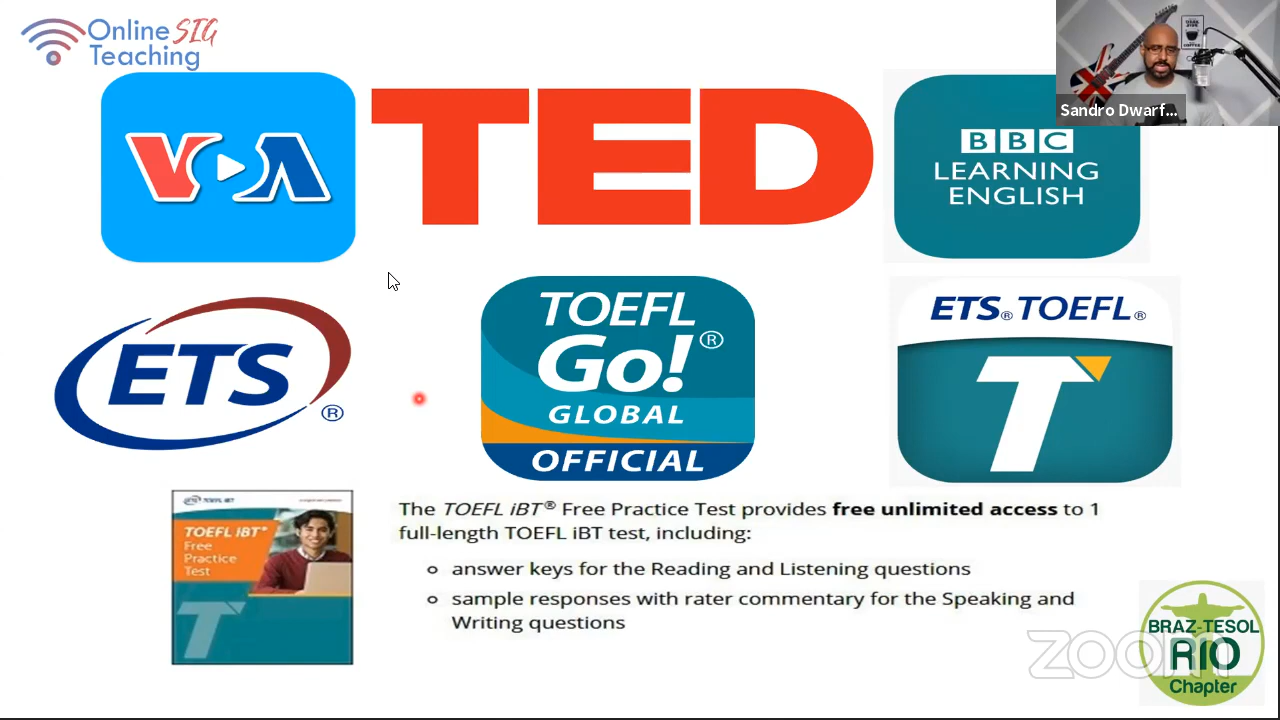 Online SIG
Teaching
VOA
TED
BBC
LEARNING
ENGLISH
Sandro Dwarf...
ETS®
TOEFL
Go!®
GLOBAL
OFFICIAL
ETS® TOEFL®
T
TOEFL iBT®
Free
Practice
Test
T
The TOEFL iBT® Free Practice Test provides free unlimited access to 1
full-length TOEFL iBT test, including:
answer keys for the Reading and Listening questions
sample responses with rater commentary for the Speaking and
Writing questions
zoom
BRAZ-TESOL
RIO
Chapter